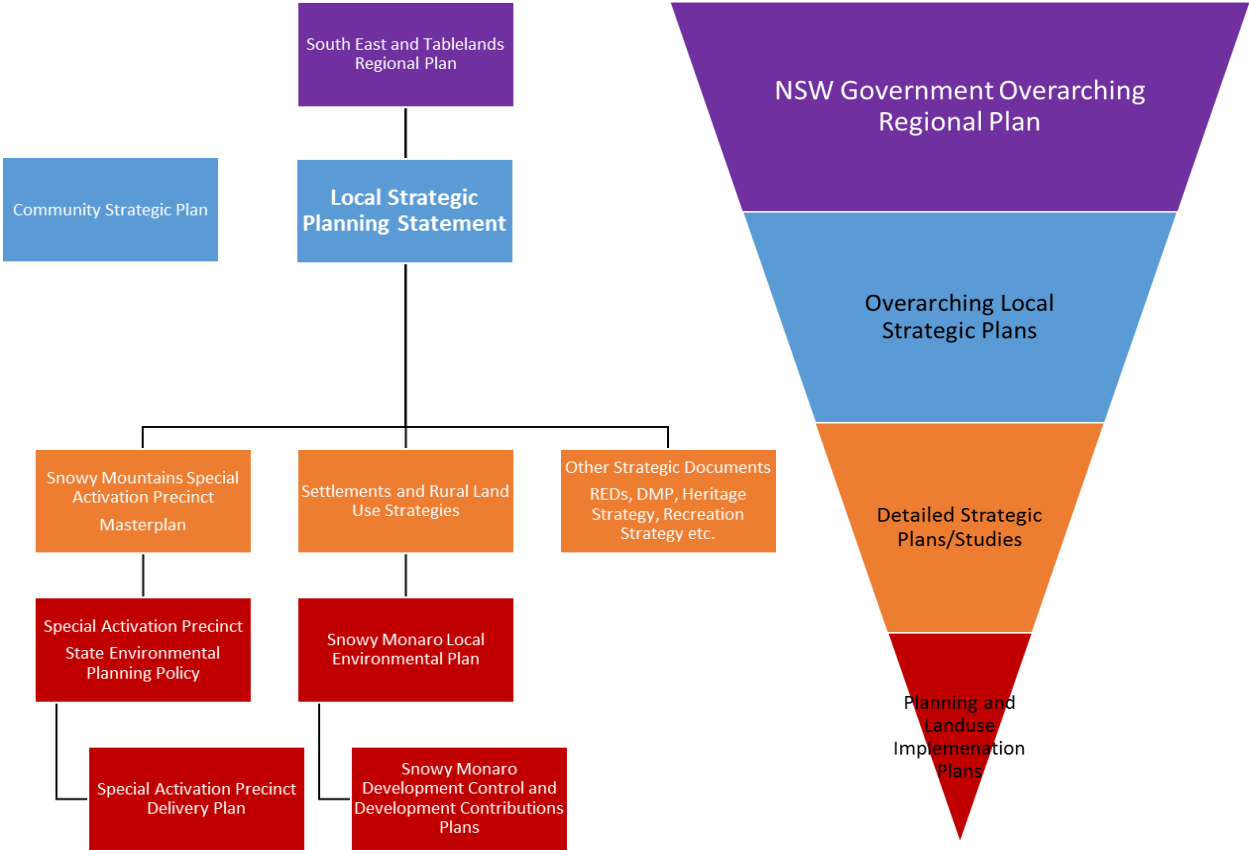 South East and Tablelands
Regional Plan
NSW Government Overarching
Regional Plan
Community Strategic Plan
Local Strategic
Planning Statement
Overarching Local
Strategic Plans
Snowy Mountains Special
Activation Precinct
Masterplan
Settlements and Rural Land
Use Strategies
Other Strategic Documents
REDs, DMP, Heritage
Strategy, Recreation
Strategy etc.
Detailed Strategic
Plans/Studies
Special Activation Precinct
State Environmental
Planning Policy
Snowy Monaro Local
Environmental Plan
Planning and
Landuse
Implemenation
Plans
Special Activation Precinct
Delivery Plan
Snowy Monaro
Development Control and
Development Contributions
Plans